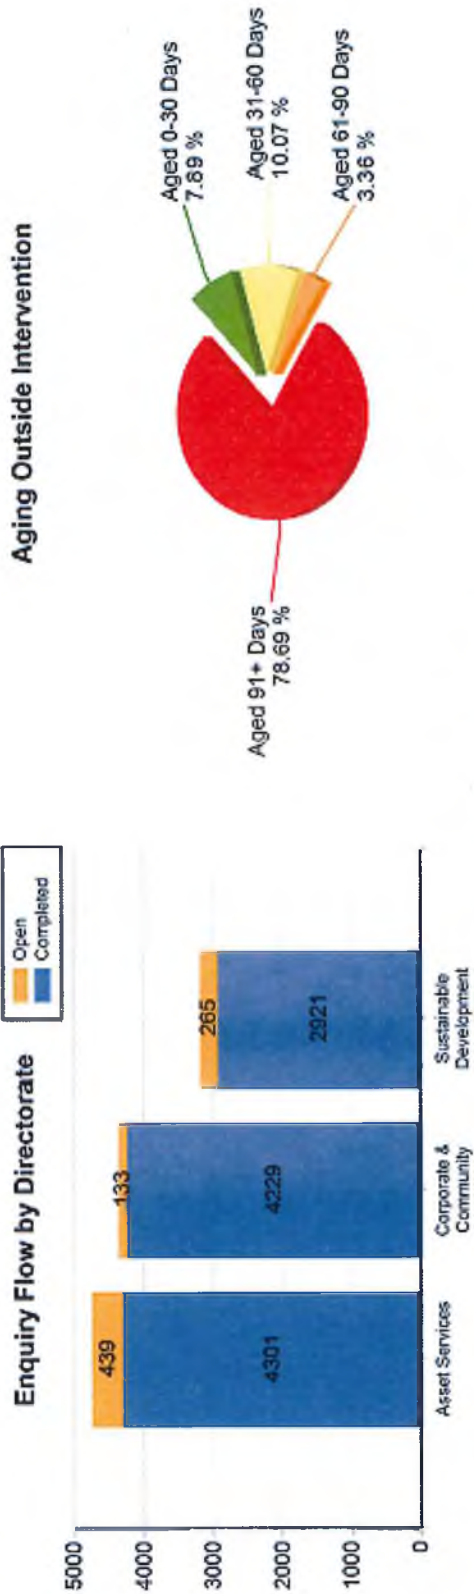 Enquiry Flow by Directorate
Open
Completed
5000
4000
3000
2000
1000
0
439
4301
133
4229
265
2921
Asset Services
Corporate &
Community
Sustainable
Development
Aging Outside Intervention
Aged 0-30 Days
7.89 %
Aged 31-60 Days
10.07 %
Aged 61-90 Days
3.36 %
Aged 91+ Days
78.69 %